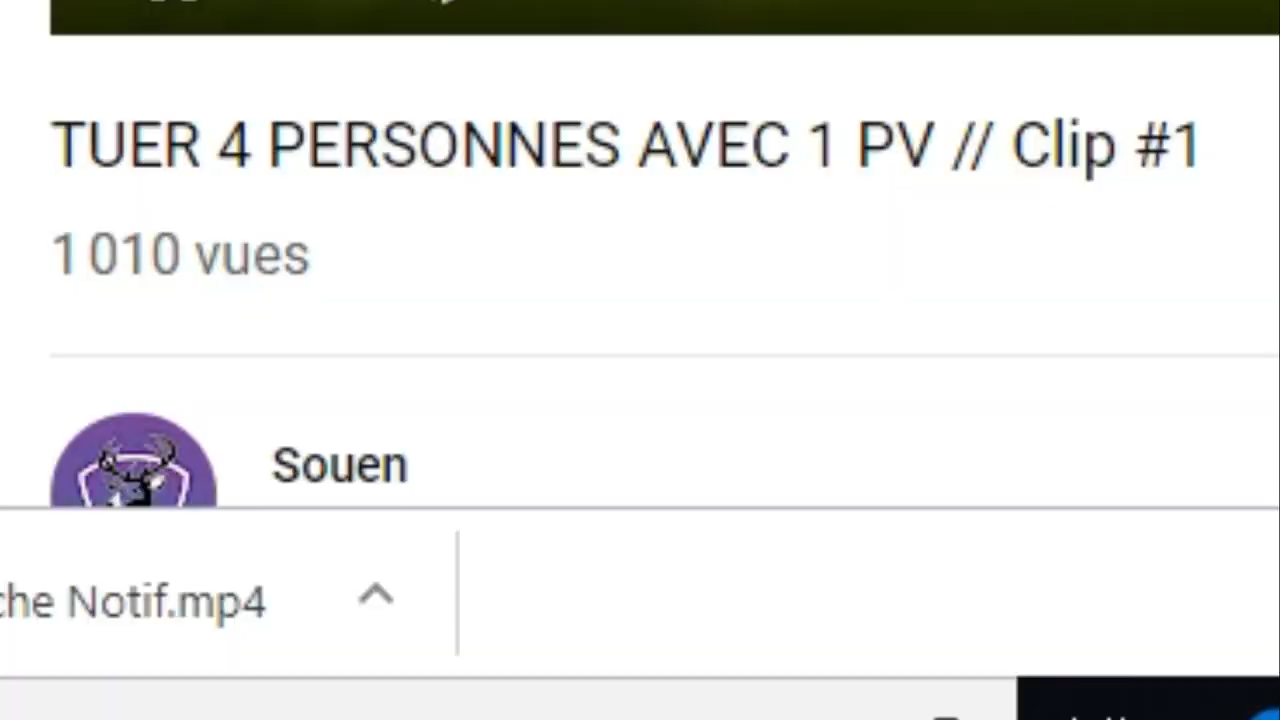 TUER 4 PERSONNES AVEC 1 PV // Clip #1
1 010 vues
Souen
che Notif.mp4